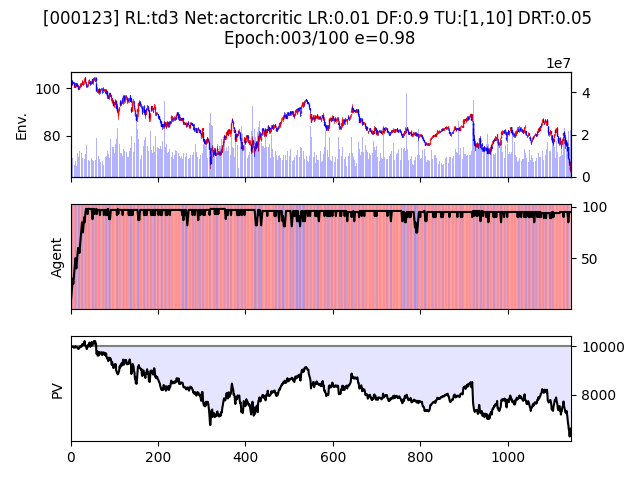 [000123] RL:td3 Net:actorcritic LR:0.01 DF:0.9 TU:[1,10] DRT:0.05
Epoch:003/100 e=0.98
1e7
Env.
100
80
4
2
0
Agent
100
50
PV
10000
8000
0 200 400 600 800 1000